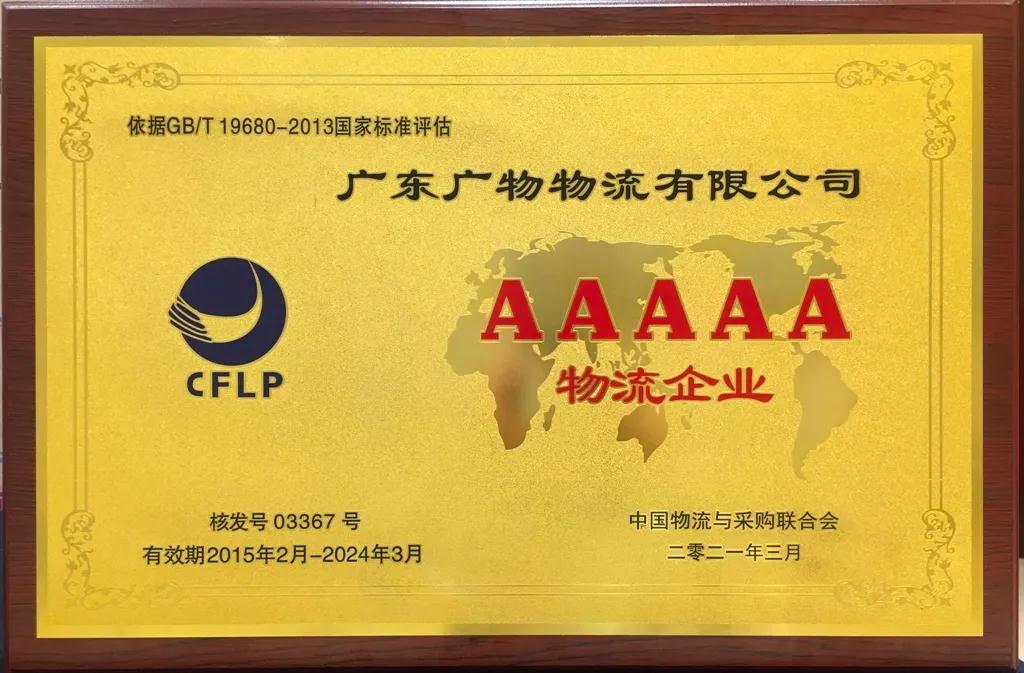 依据GB/T 19680-2013国家标准评估
广东广物物流有限公司
AAAAA
物流企业
CFLP
核发号 03367 号
有效期2015年2月-2024年3月
中国物流与采购联合会
二零二一年三月